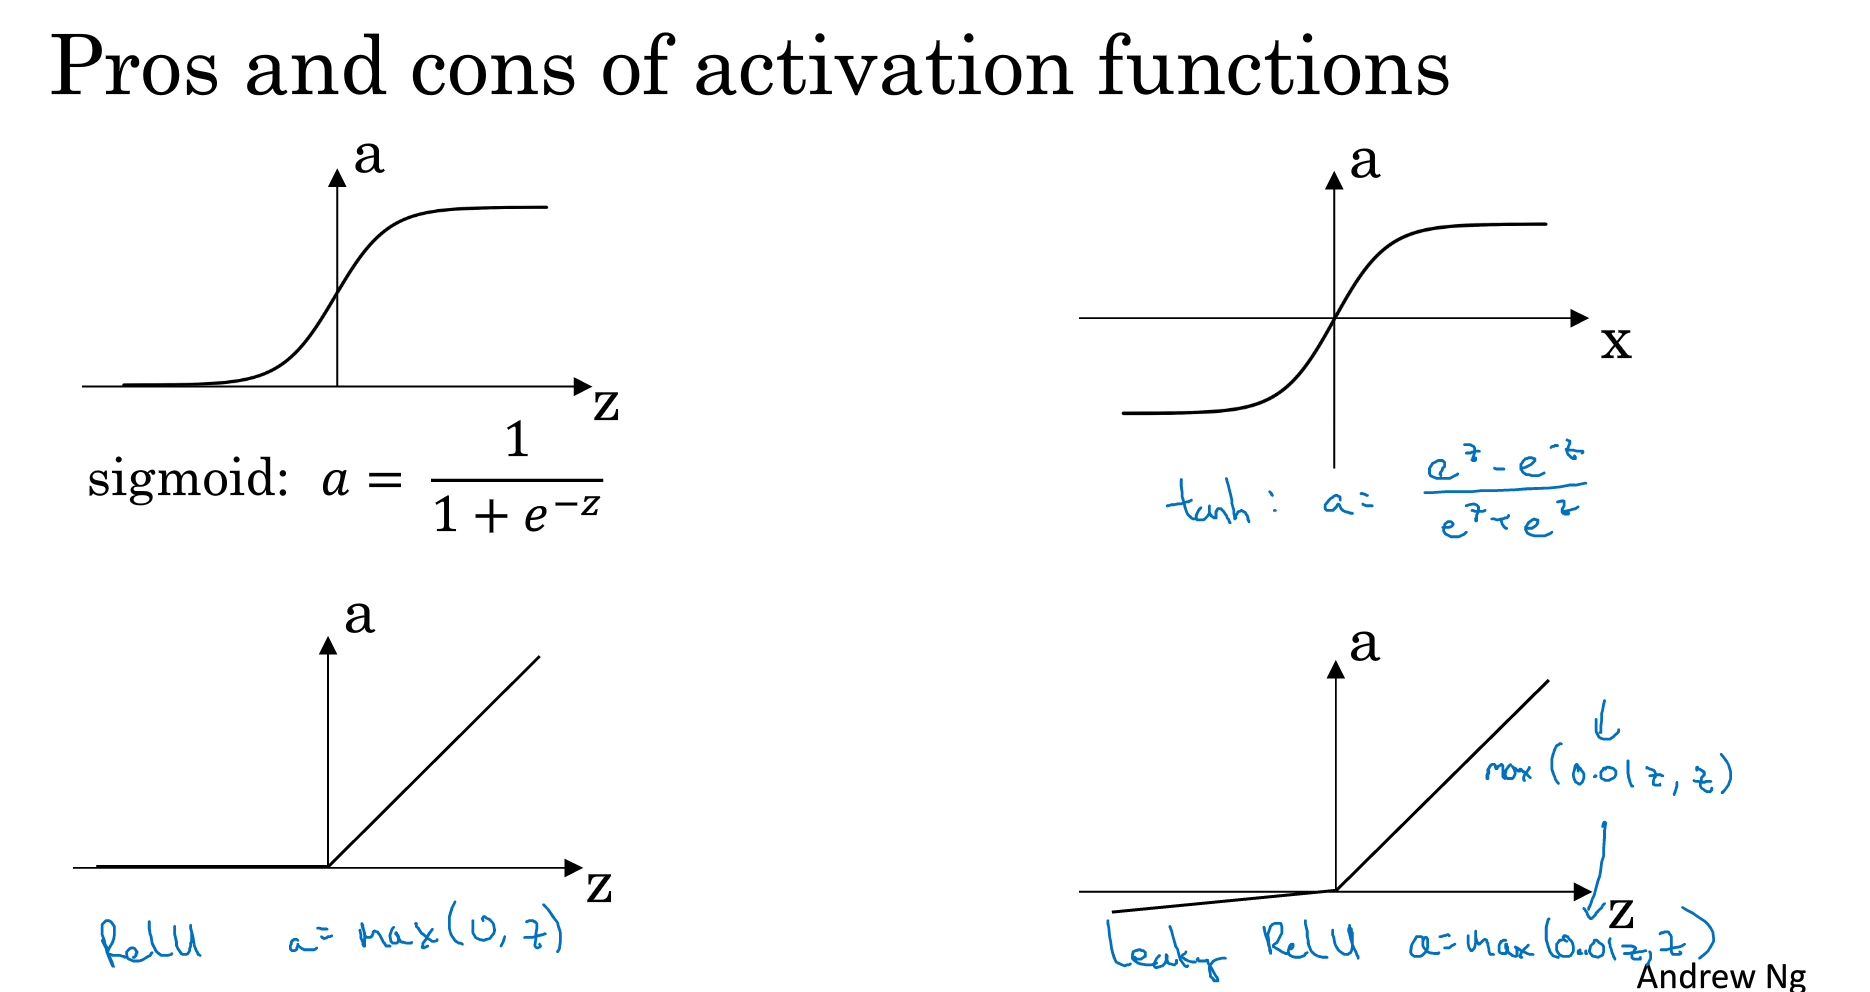 Pros and cons of activation functions
a
z
sigmoid: a = 1 / (1 + e^{-z})
a
x
tanh: a = (e^z - e^{-z}) / (e^z + e^z)
a
z
ReLU a = max(0, z)
a
max(0.01z, z)
z
Leaky ReLU a = max(0.01z, z)
Andrew Ng